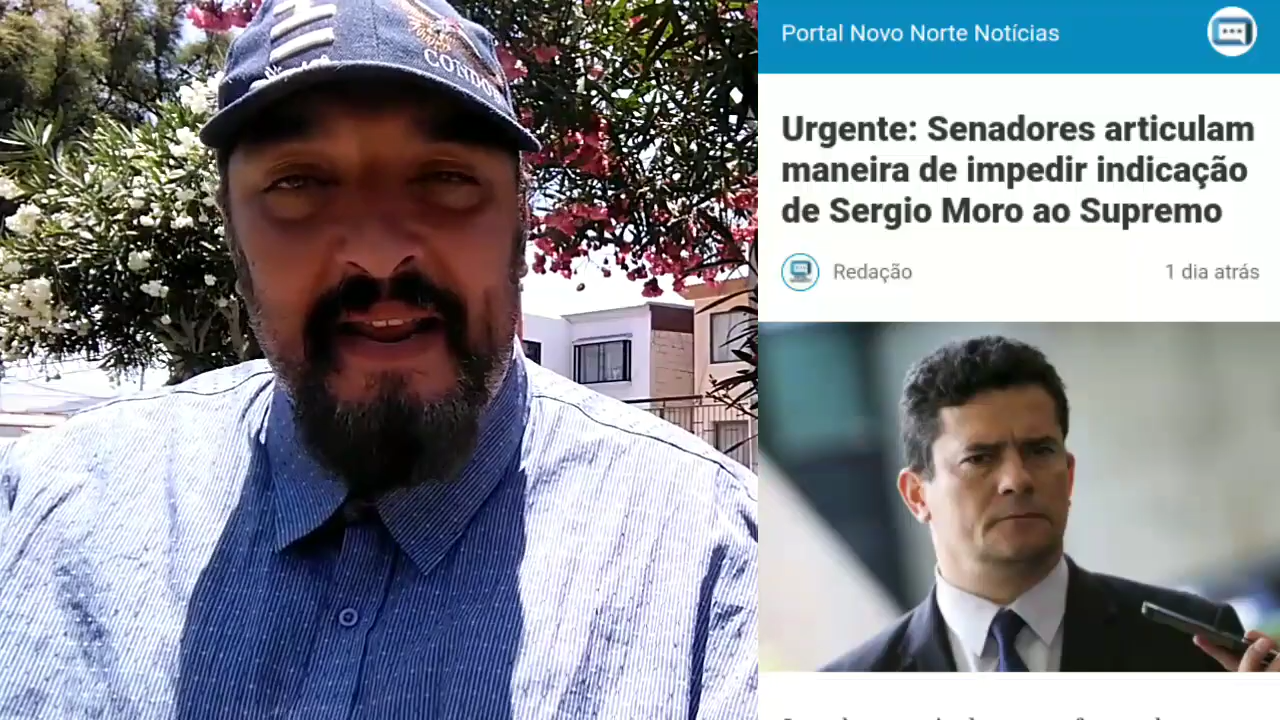 CONDOR
Portal Novo Norte Notícias
Urgente: Senadores articulam
maneira de impedir indicação
de Sergio Moro ao Supremo
Redação
1 dia atrás